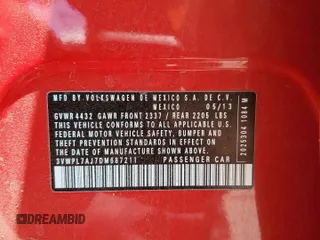 MFD. BY VOLKSWAGEN DE MEXICO S.A. DE C.V.
MEXICO 05/13
GVWR 4432 GAWR FRONT 2337 / REAR 2205 LBS
THIS VEHICLE CONFORMS TO ALL APPLICABLE
FEDERAL MOTOR VEHICLE SAFETY, BUMPER AND
THEFT PREVENTION STANDARDS IN EFFECT ON
THE DATE OF MANUFACTURE SHOWN ABOVE.
3VWPL7AJ7DM687211 PASSENGER CAR
2025304 1084 M
DREAMBID